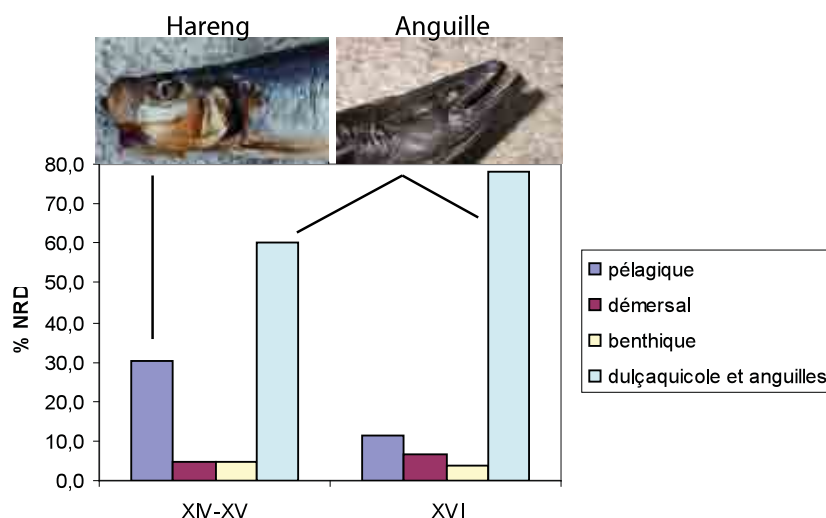 Hareng
Anguille
80,0
70,0
60,0
50,0
40,0
30,0
20,0
10,0
0,0
% NRD
XIV-XV
XVI
pélagique
démersal
benthique
dulçaquicole et anguilles